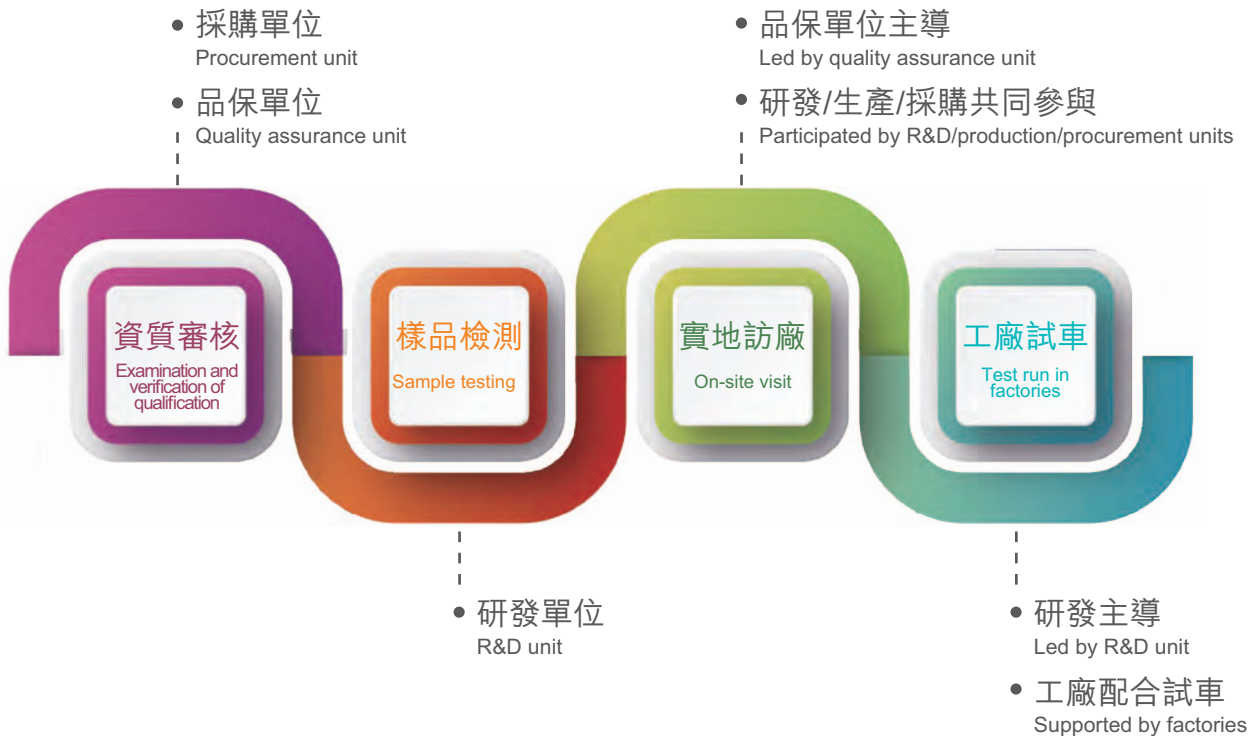 採購單位
Procurement unit
品保單位
Quality assurance unit
品保單位主導
Led by quality assurance unit
研發/生產/採購共同參與
Participated by R&D/production/procurement units
資質審核
Examination and
verification of
qualification
樣品檢測
Sample testing
實地訪廠
On-site visit
工廠試車
Test run in
factories
研發單位
R&D unit
研發主導
Led by R&D unit
工廠配合試車
Supported by factories